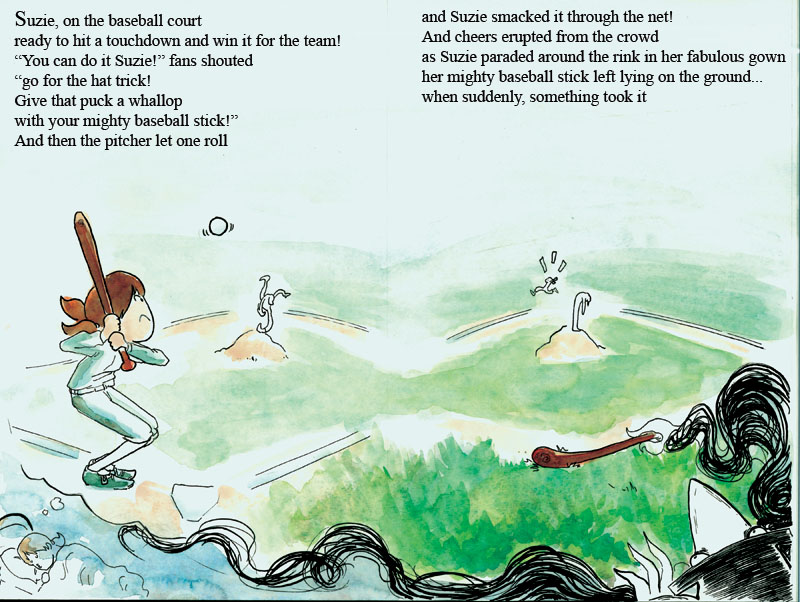 Suzie, on the baseball court
ready to hit a touchdown and win it for the team!
“You can do it Suzie!” fans shouted
“go for the hat trick!
Give that puck a whallop
with your mighty baseball stick!”
And then the pitcher let one roll
and Suzie smacked it through the net!
And cheers erupted from the crowd
as Suzie paraded around the rink in her fabulous gown
her mighty baseball stick left lying on the ground...
when suddenly, something took it